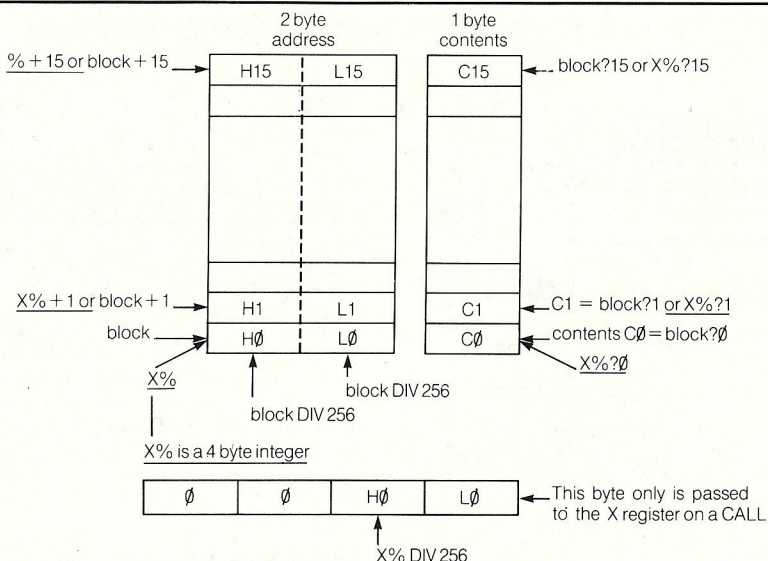 2 byte address
1 byte contents
% + 15 or block + 15
H15
L15
C15
block?15 or X%?15
X% + 1 or block + 1
H1
L1
C1
C1 = block?1 or X%?1
block
HØ
LØ
CØ
contents CØ = block?Ø
X%
X%?Ø
block DIV 256
block DIV 256
X% is a 4 byte integer
Ø
Ø
HØ
LØ
This byte only is passed
to the X register on a CALL
X% DIV 256